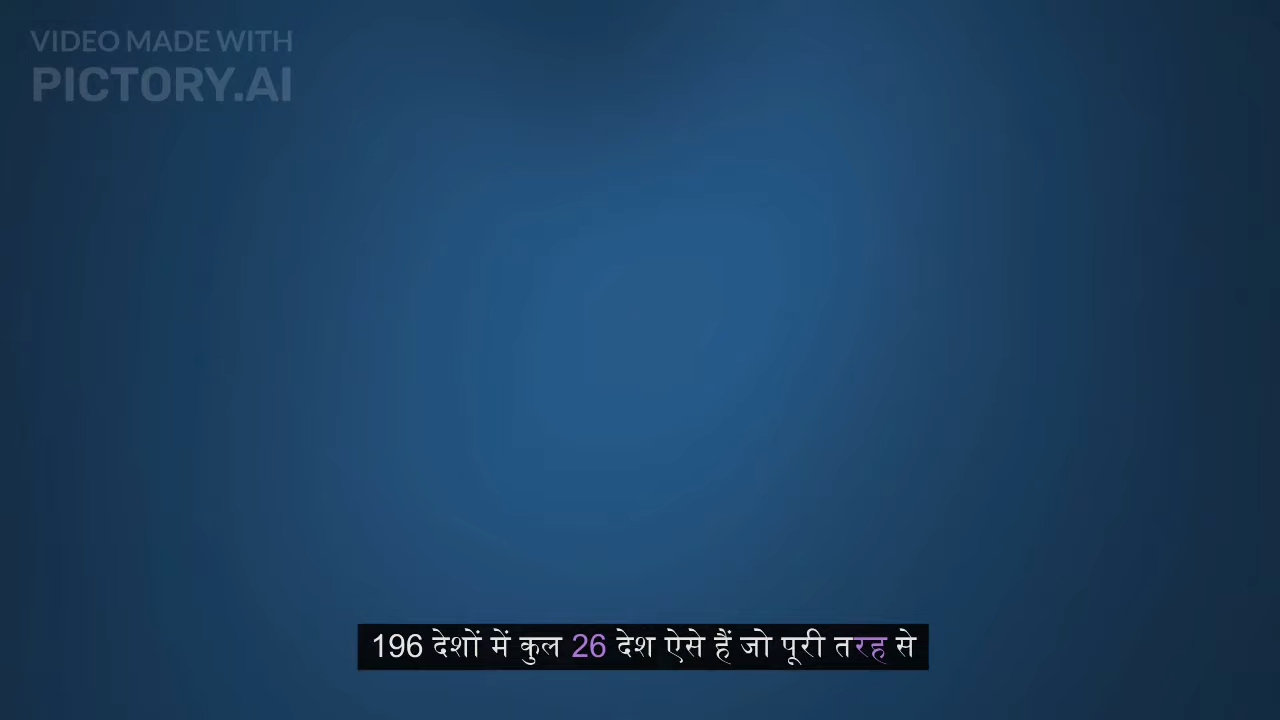 VIDEO MADE WITH
PICTORY.AI
196 देशों में कुल 26 देश ऐसे हैं जो पूरी तरह से